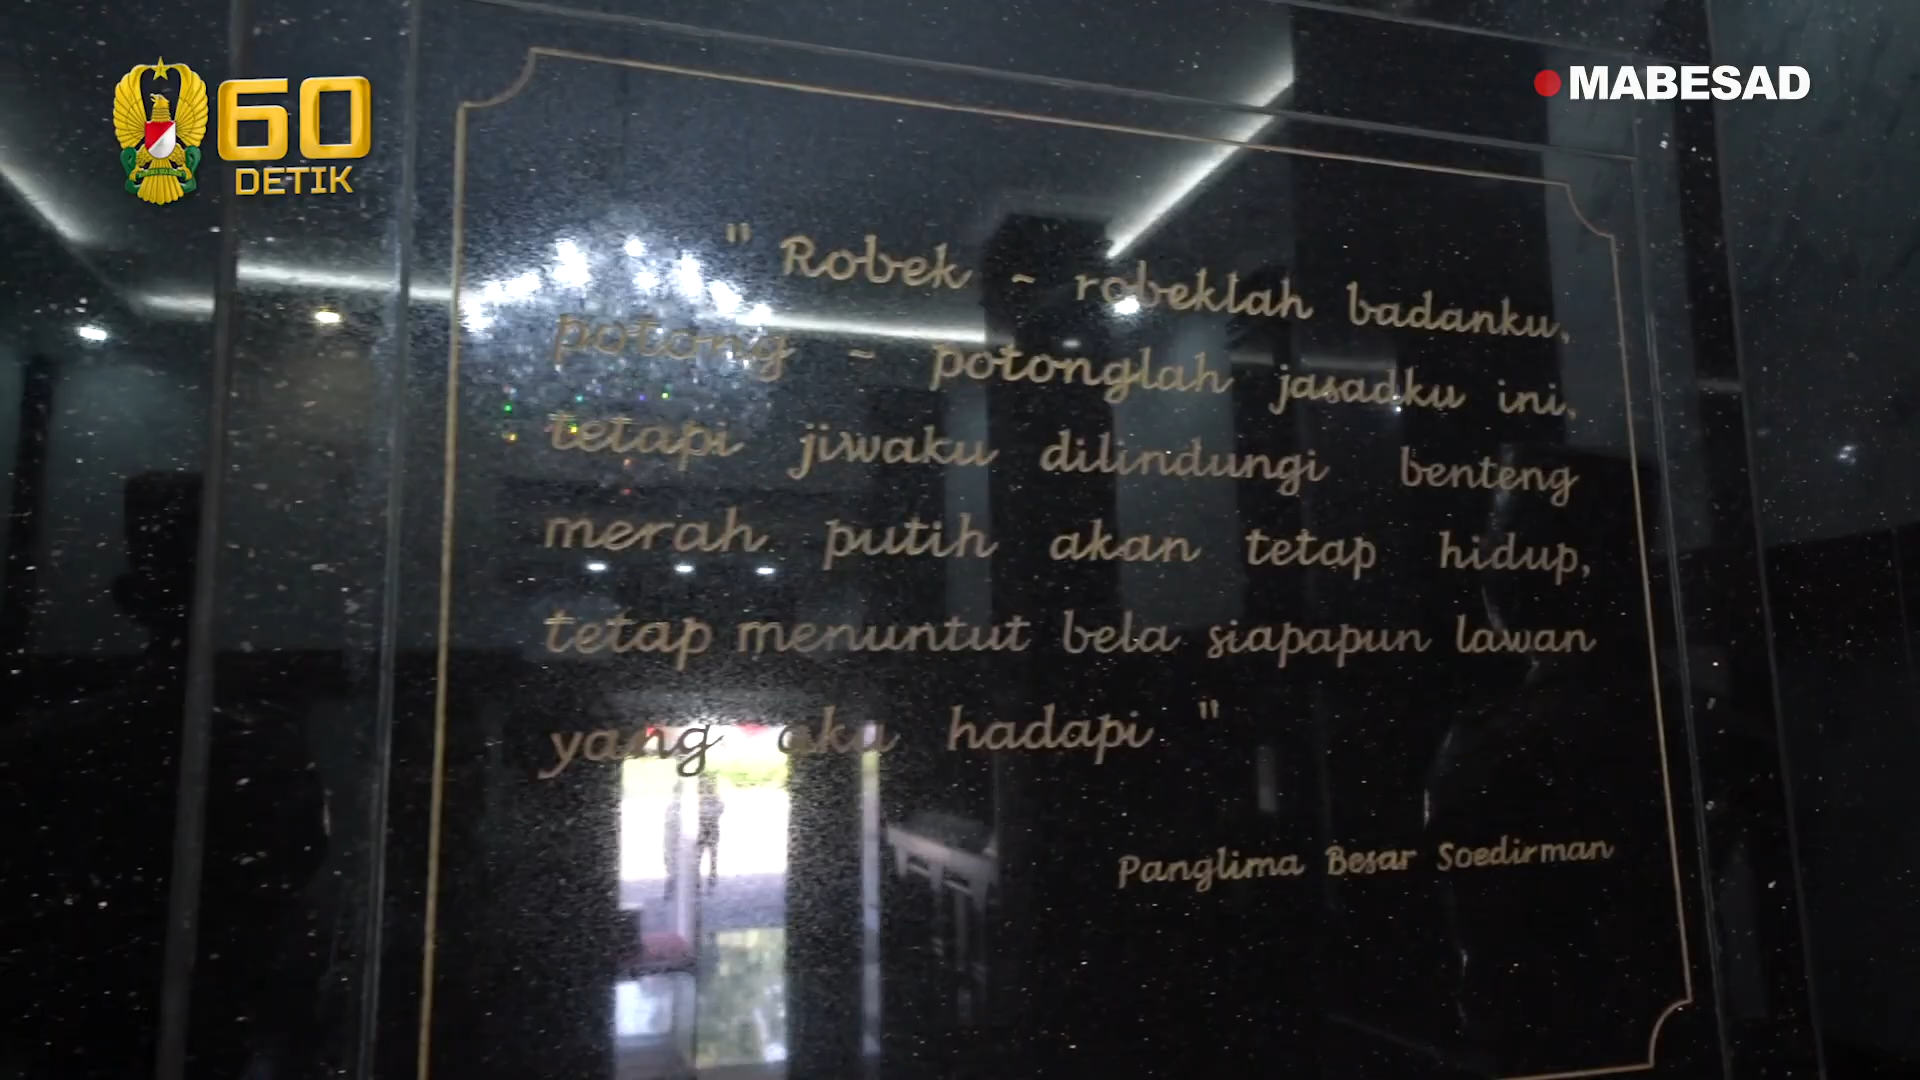 60
DETIK
MABESAD
" Robek ~ robeklah badanku,
potong ~ potonglah jasadku ini,
tetapi jiwaku dilindungi benteng
merah putih akan tetap hidup,
tetap menuntut bela siapapun lawan
yang aku hadapi "
Panglima Besar Soedirman